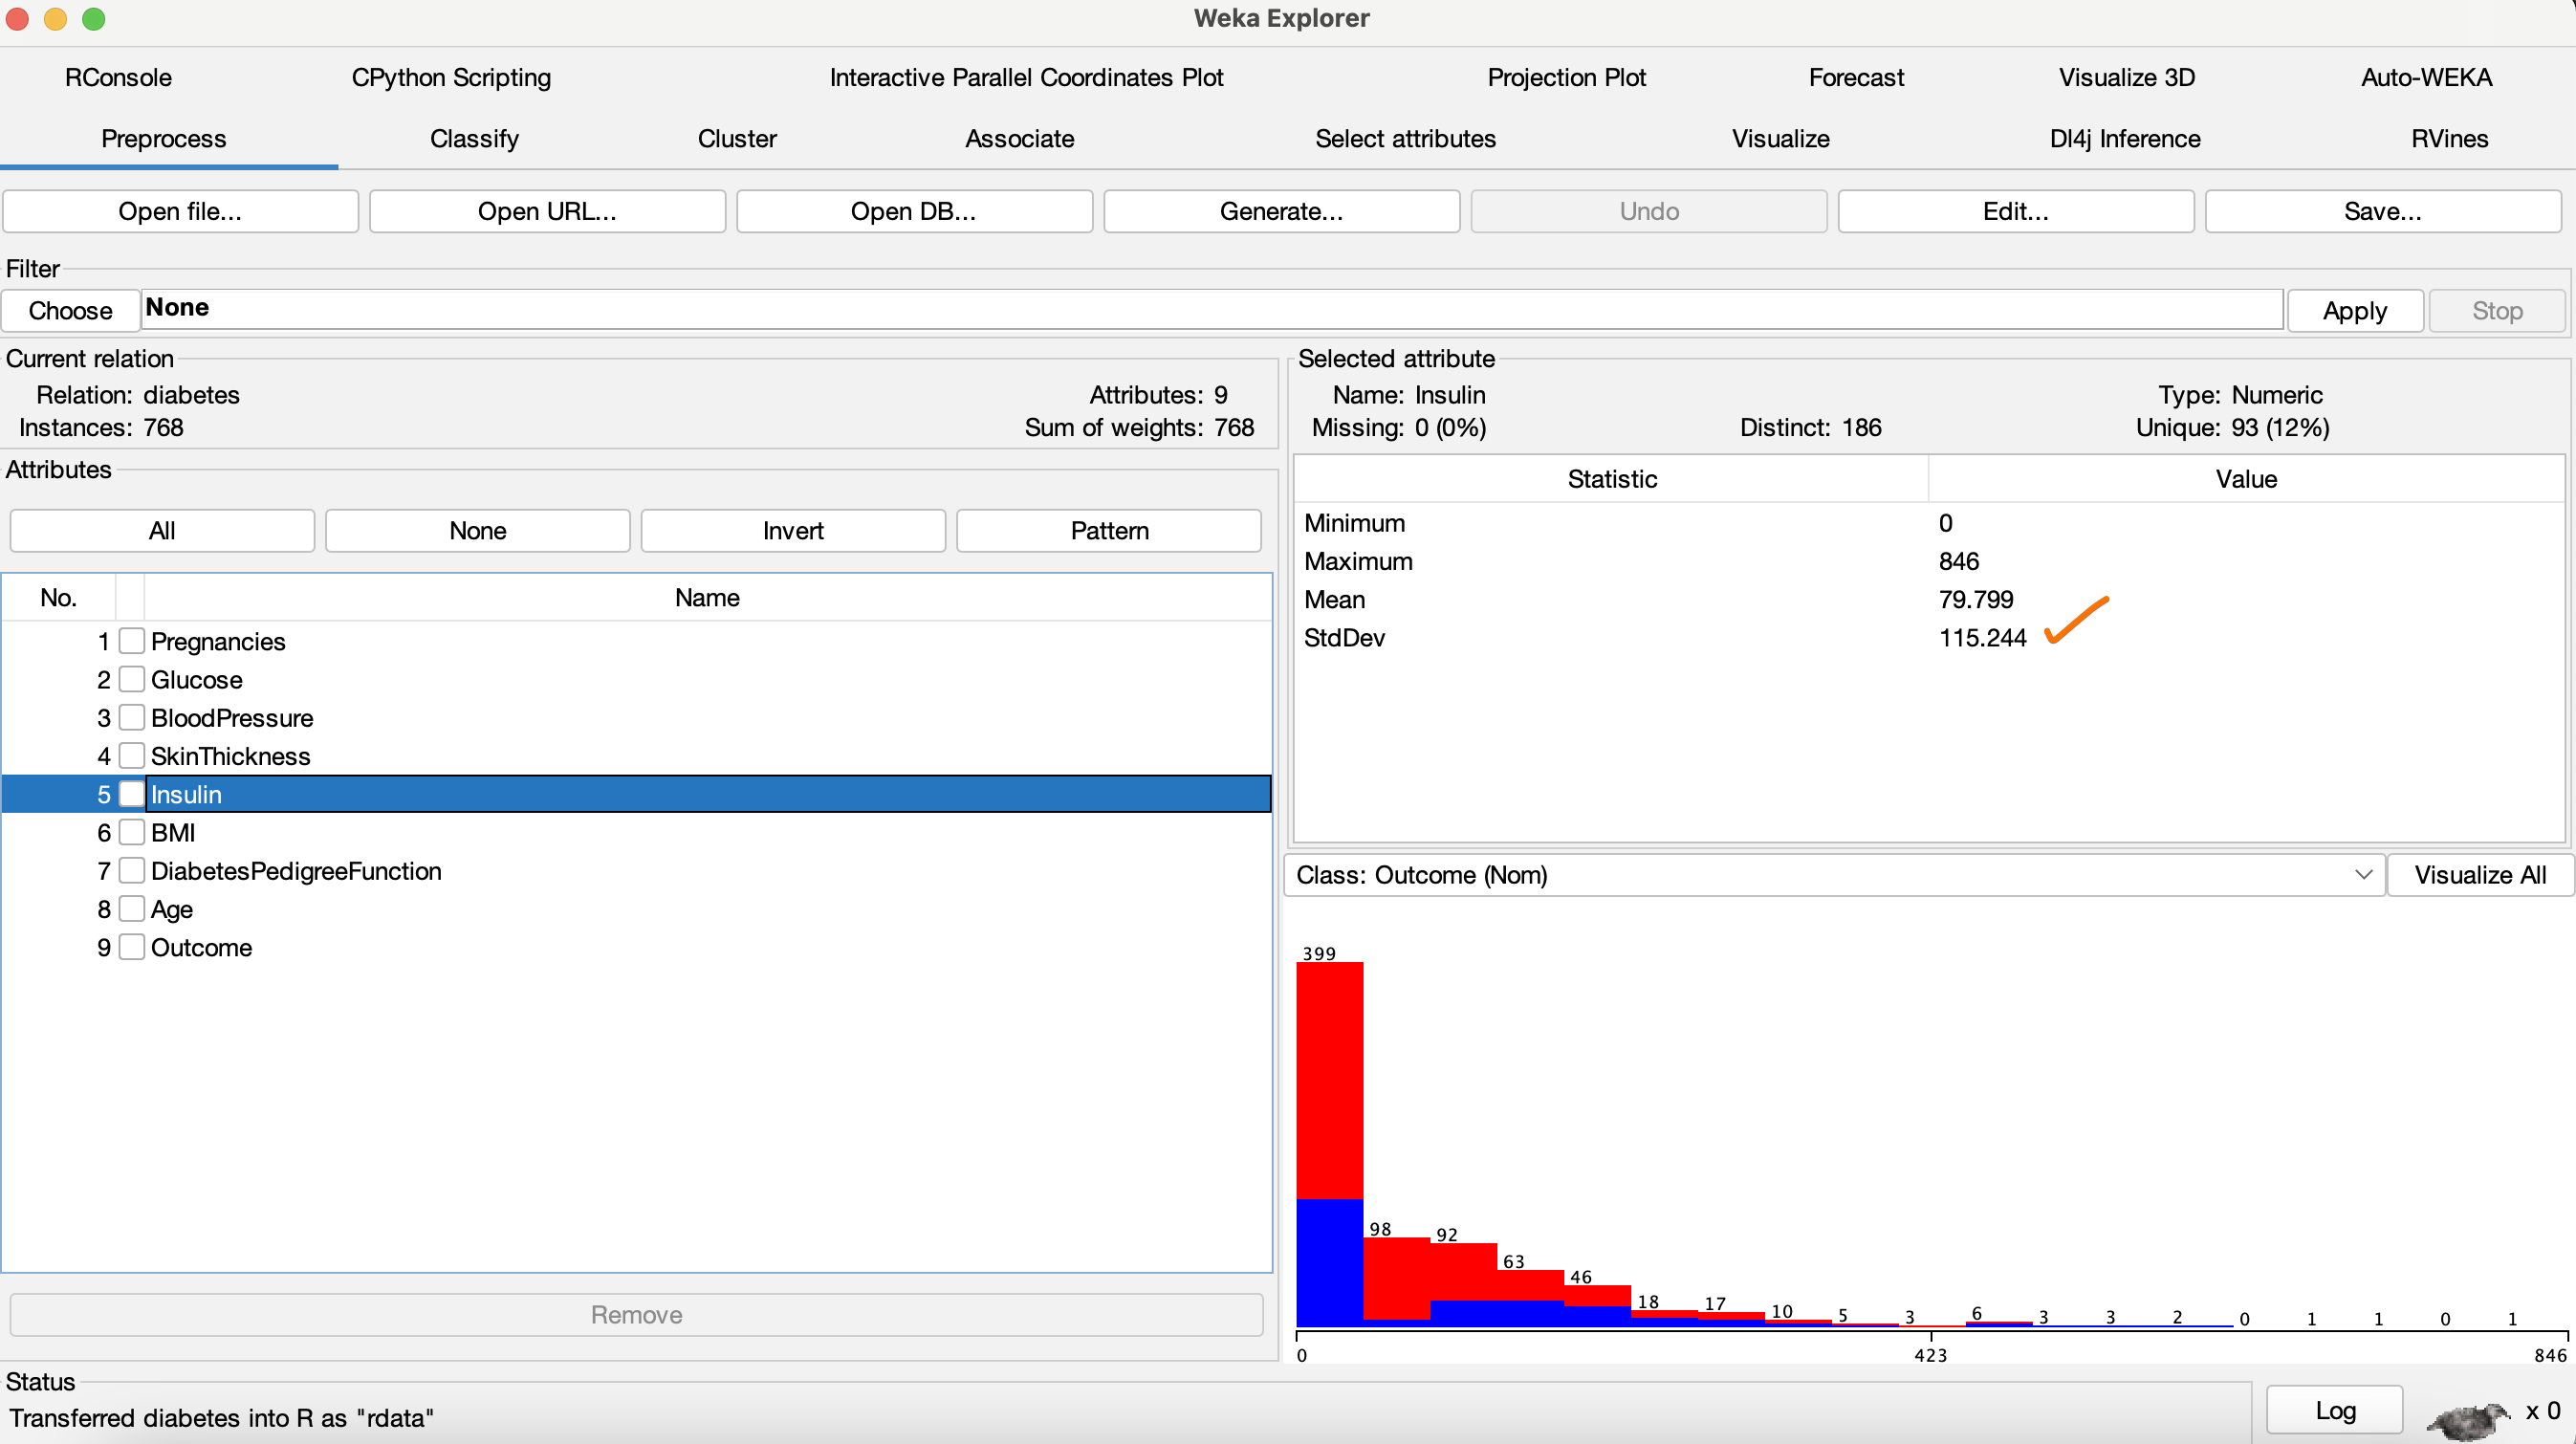 Weka Explorer
RConsole CPython Scripting Interactive Parallel Coordinates Plot Projection Plot Forecast Visualize 3D Auto-WEKA
Preprocess Classify Cluster Associate Select attributes Visualize Dl4j Inference RVines
Open file... Open URL... Open DB... Generate... Undo Edit... Save...
Filter
Choose None Apply Stop
Current relation
Relation: diabetes Attributes: 9
Instances: 768 Sum of weights: 768
Attributes
All None Invert Pattern
No. Name
1 Pregnancies
2 Glucose
3 BloodPressure
4 SkinThickness
5 Insulin
6 BMI
7 DiabetesPedigreeFunction
8 Age
9 Outcome
Remove
Selected attribute
Name: Insulin Type: Numeric
Missing: 0 (0%) Distinct: 186 Unique: 93 (12%)
Statistic Value
Minimum 0
Maximum 846
Mean 79.799
StdDev 115.244
Class: Outcome (Nom) Visualize All
399
98 92 63 46 18 17 10 5 3 6 3 3 2 0 1 1 0 1
0 423 846
Status
Transferred diabetes into R as "rdata"
Log x 0